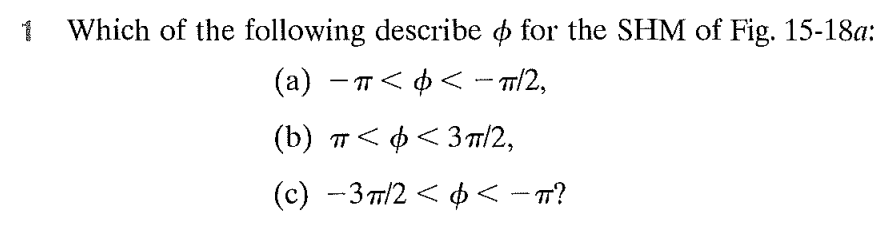 1 Which of the following describe ϕ for the SHM of Fig. 15-18a:
(a) −π < ϕ < −π/2,
(b) π < ϕ < 3π/2,
(c) −3π/2 < ϕ < −π?